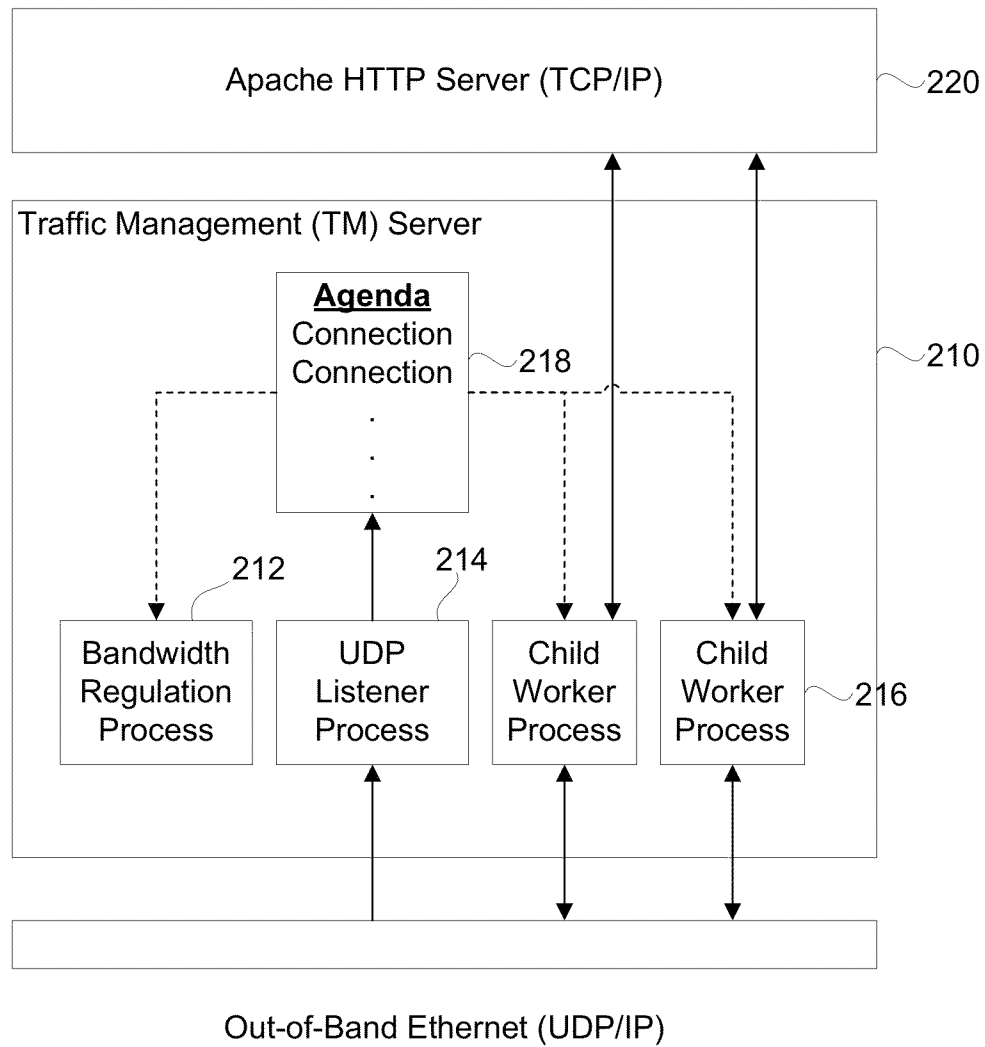 Apache HTTP Server (TCP/IP)
220
Traffic Management (TM) Server
Agenda
Connection
Connection
.
.
.
218
210
212
214
Bandwidth
Regulation
Process
UDP
Listener
Process
Child
Worker
Process
Child
Worker
Process
216
Out-of-Band Ethernet (UDP/IP)